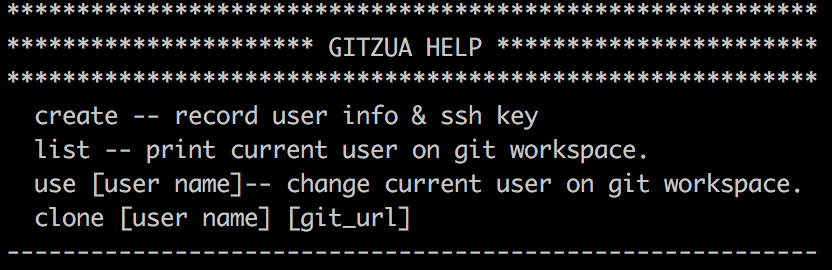 **********************************************************
********************** GITZUA HELP ***********************
**********************************************************
create -- record user info & ssh key
list -- print current user on git workspace.
use [user name]-- change current user on git workspace.
clone [user name] [git_url]
----------------------------------------------------------